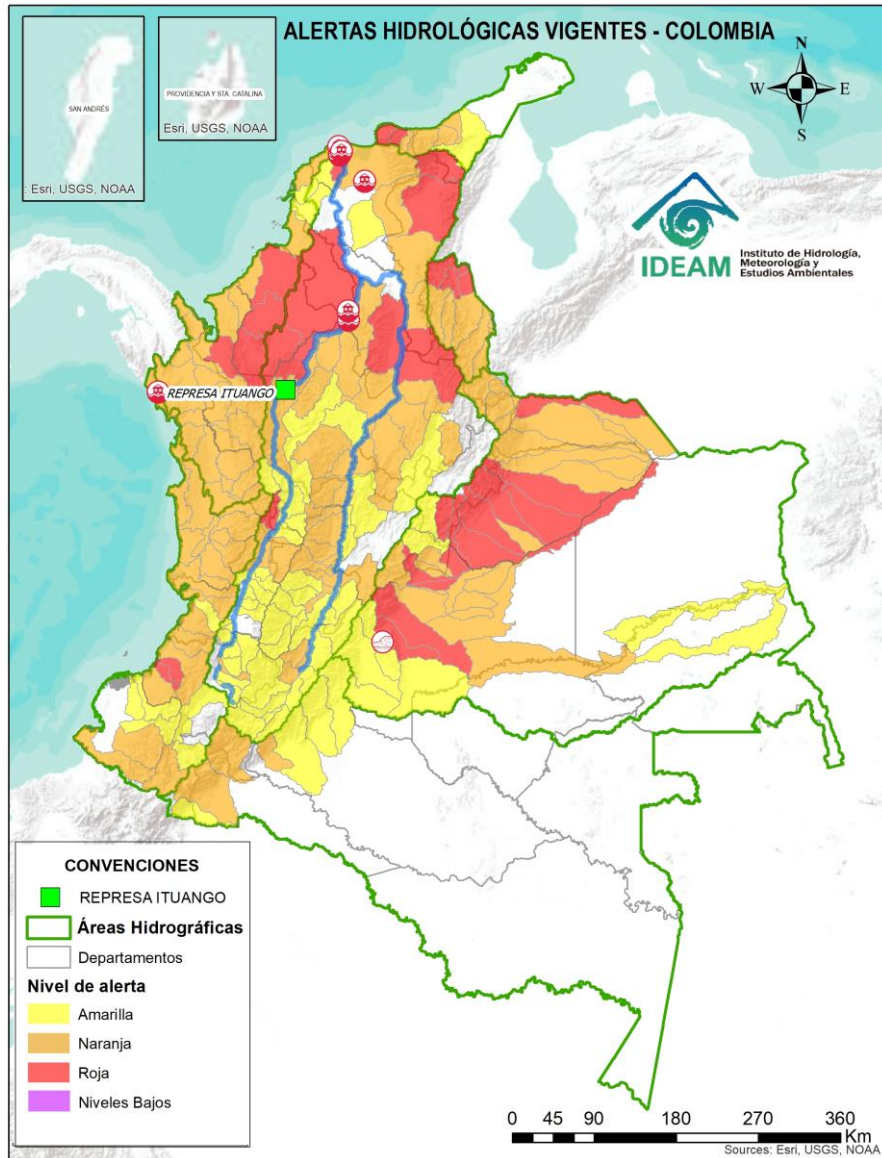 ALERTAS HIDROLÓGICAS VIGENTES - COLOMBIA
SAN ANDRÉS
: Esri, USGS, NOAA
PROVIDENCIA Y STA. CATALINA
Esri, USGS, NOAA
N
W
E
S
IDEAM
Instituto de Hidrología,
Meteorología y
Estudios Ambientales
REPRESA ITUANGO
CONVENCIONES
REPRESA ITUANGO
Áreas Hidrográficas
Departamentos
Nivel de alerta
Amarilla
Naranja
Roja
Niveles Bajos
0 45 90 180 270 360
Km
Sources: Esri, USGS, NOAA